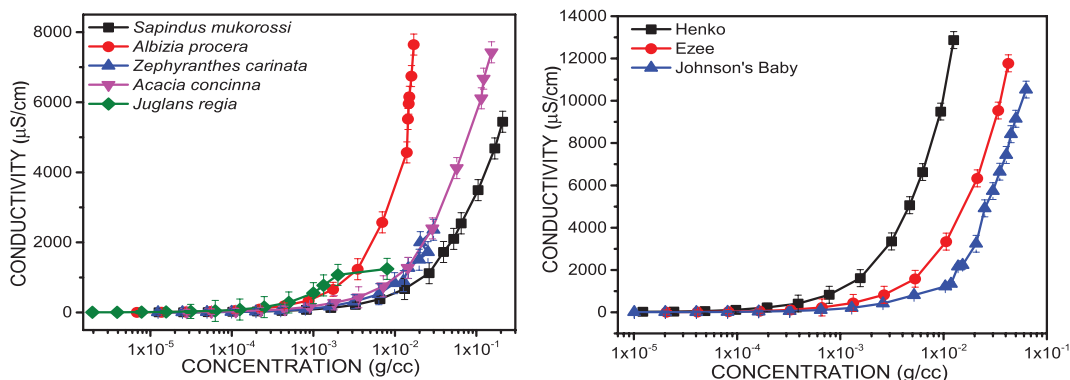 Sapindus mukorossi
Albizia procera
Zephyranthes carinata
Acacia concinna
Juglans regia
8000
6000
4000
2000
0
CONDUCTIVITY (µS/cm)
1x10⁻⁵ 1x10⁻⁴ 1x10⁻³ 1x10⁻² 1x10⁻¹
CONCENTRATION (g/cc)
Henko
Ezee
Johnson's Baby
14000
12000
10000
8000
6000
4000
2000
0
CONDUCTIVITY (µS/cm)
1x10⁻⁵ 1x10⁻⁴ 1x10⁻³ 1x10⁻² 1x10⁻¹
CONCENTRATION (g/cc)